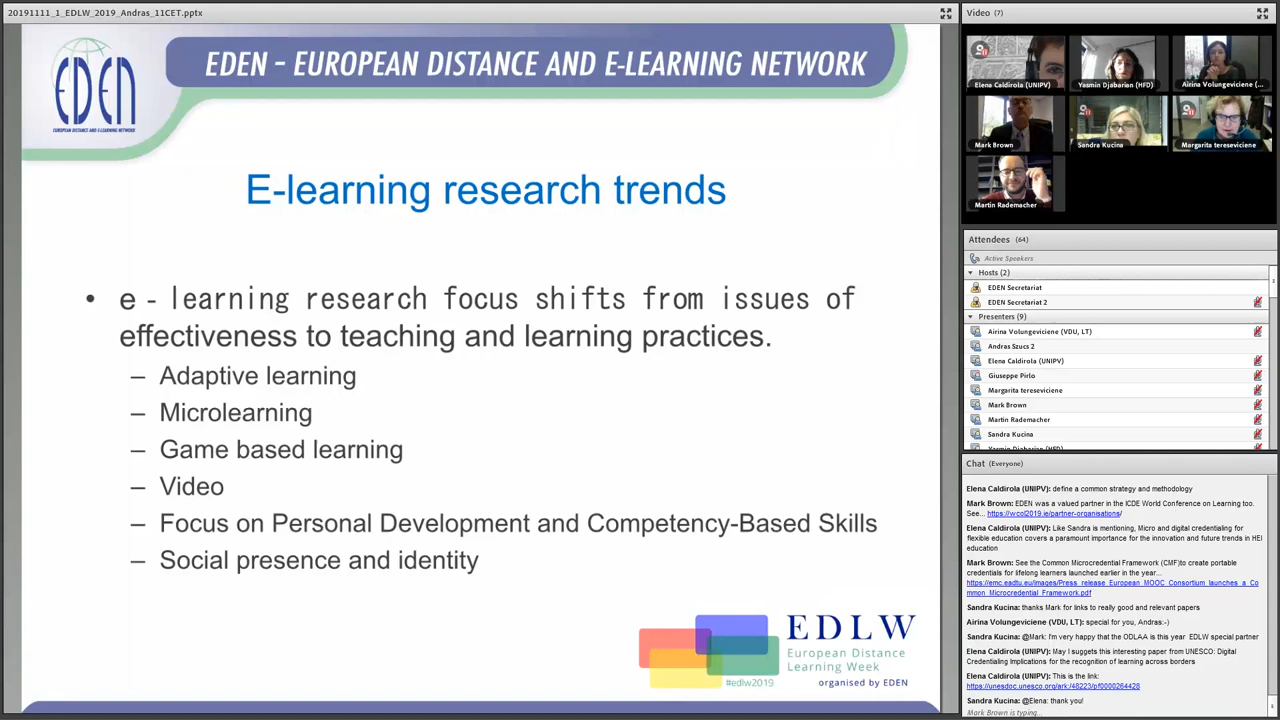 20191111_1_EDLW_2019_Andras_11CET.pptx
EDEN
EUROPEAN DISTANCE AND E-LEARNING NETWORK
EDEN – EUROPEAN DISTANCE AND E-LEARNING NETWORK
E-learning research trends
• e-learning research focus shifts from issues of
effectiveness to teaching and learning practices.
– Adaptive learning
– Microlearning
– Game based learning
– Video
– Focus on Personal Development and Competency-Based Skills
– Social presence and identity
EDLW
European Distance
Learning Week
#edlw2019
organised by EDEN
Video (7)
Elena Caldirola (UNIPV)
Yasmin Djabarian (HFD)
Airina Volungeviciene (...
Mark Brown
Sandra Kucina
Margarita tereseviciene
Martin Rademacher
Attendees (64)
Active Speakers
Hosts (2)
EDEN Secretariat
EDEN Secretariat 2
Presenters (9)
Airina Volungeviciene (VDU, LT)
Andras Szucs 2
Elena Caldirola (UNIPV)
Giuseppe Pirlo
Margarita tereseviciene
Mark Brown
Martin Rademacher
Sandra Kucina
Yasmin Djabarian (HFD)
Chat (Everyone)
Elena Caldirola (UNIPV): define a common strategy and methodology
Mark Brown: EDEN was a valued partner in the ICDE World Conference on Learning too.
See... https://wcol2019.ie/partner-organisations/
Elena Caldirola (UNIPV): Like Sandra is mentioning, Micro and digital credentialing for
flexible education covers a paramount importance for the innovation and future trends in HEI
education
Mark Brown: See the Common Microcredential Framework (CMF)to create portable
credentials for lifelong learners launched earlier in the year...
https://emc.eadtu.eu/images/Press_release_European_MOOC_Consortium_launches_a_Co
mmon_Microcredential_Framework.pdf
Sandra Kucina: thanks Mark for links to really good and relevant papers
Airina Volungeviciene (VDU, LT): special for you, Andras:-)
Sandra Kucina: @Mark: I'm very happy that the ODLAA is this year  EDLW special partner
Elena Caldirola (UNIPV): May I suggests this interesting paper from UNESCO: Digital
Credentialing Implications for the recognition of learning across borders
Elena Caldirola (UNIPV): This is the link:
https://unesdoc.unesco.org/ark:/48223/pf0000264428
Sandra Kucina: @Elena: thank you!
Mark Brown is typing...